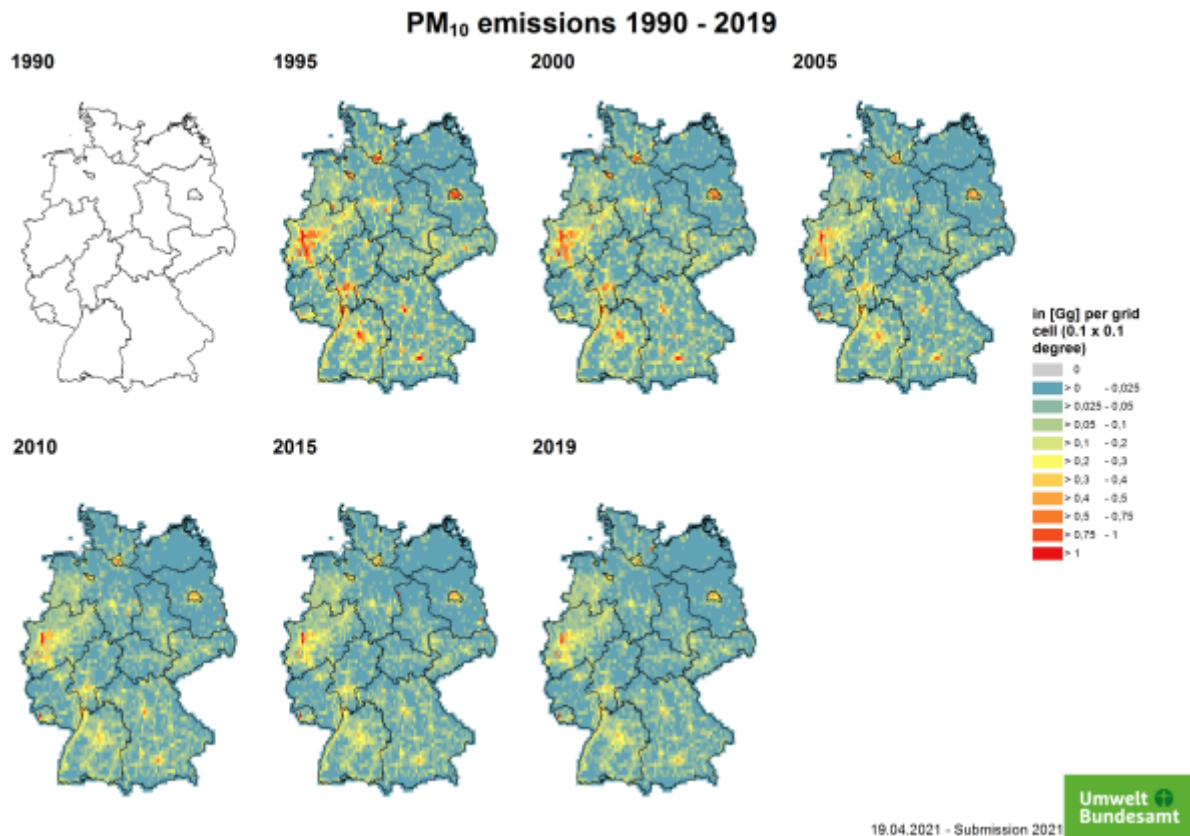 PM₁₀ emissions 1990 - 2019
1990
1995
2000
2005
in [Gg] per grid
cell (0.1 x 0.1
degree)
0
> 0 - 0,025
> 0,025 - 0,05
> 0,05 - 0,1
> 0,1 - 0,2
> 0,2 - 0,3
> 0,3 - 0,4
> 0,4 - 0,5
> 0,5 - 0,75
> 0,75 - 1
> 1
2010
2015
2019
Umwelt
Bundesamt
19.04.2021 - Submission 2021